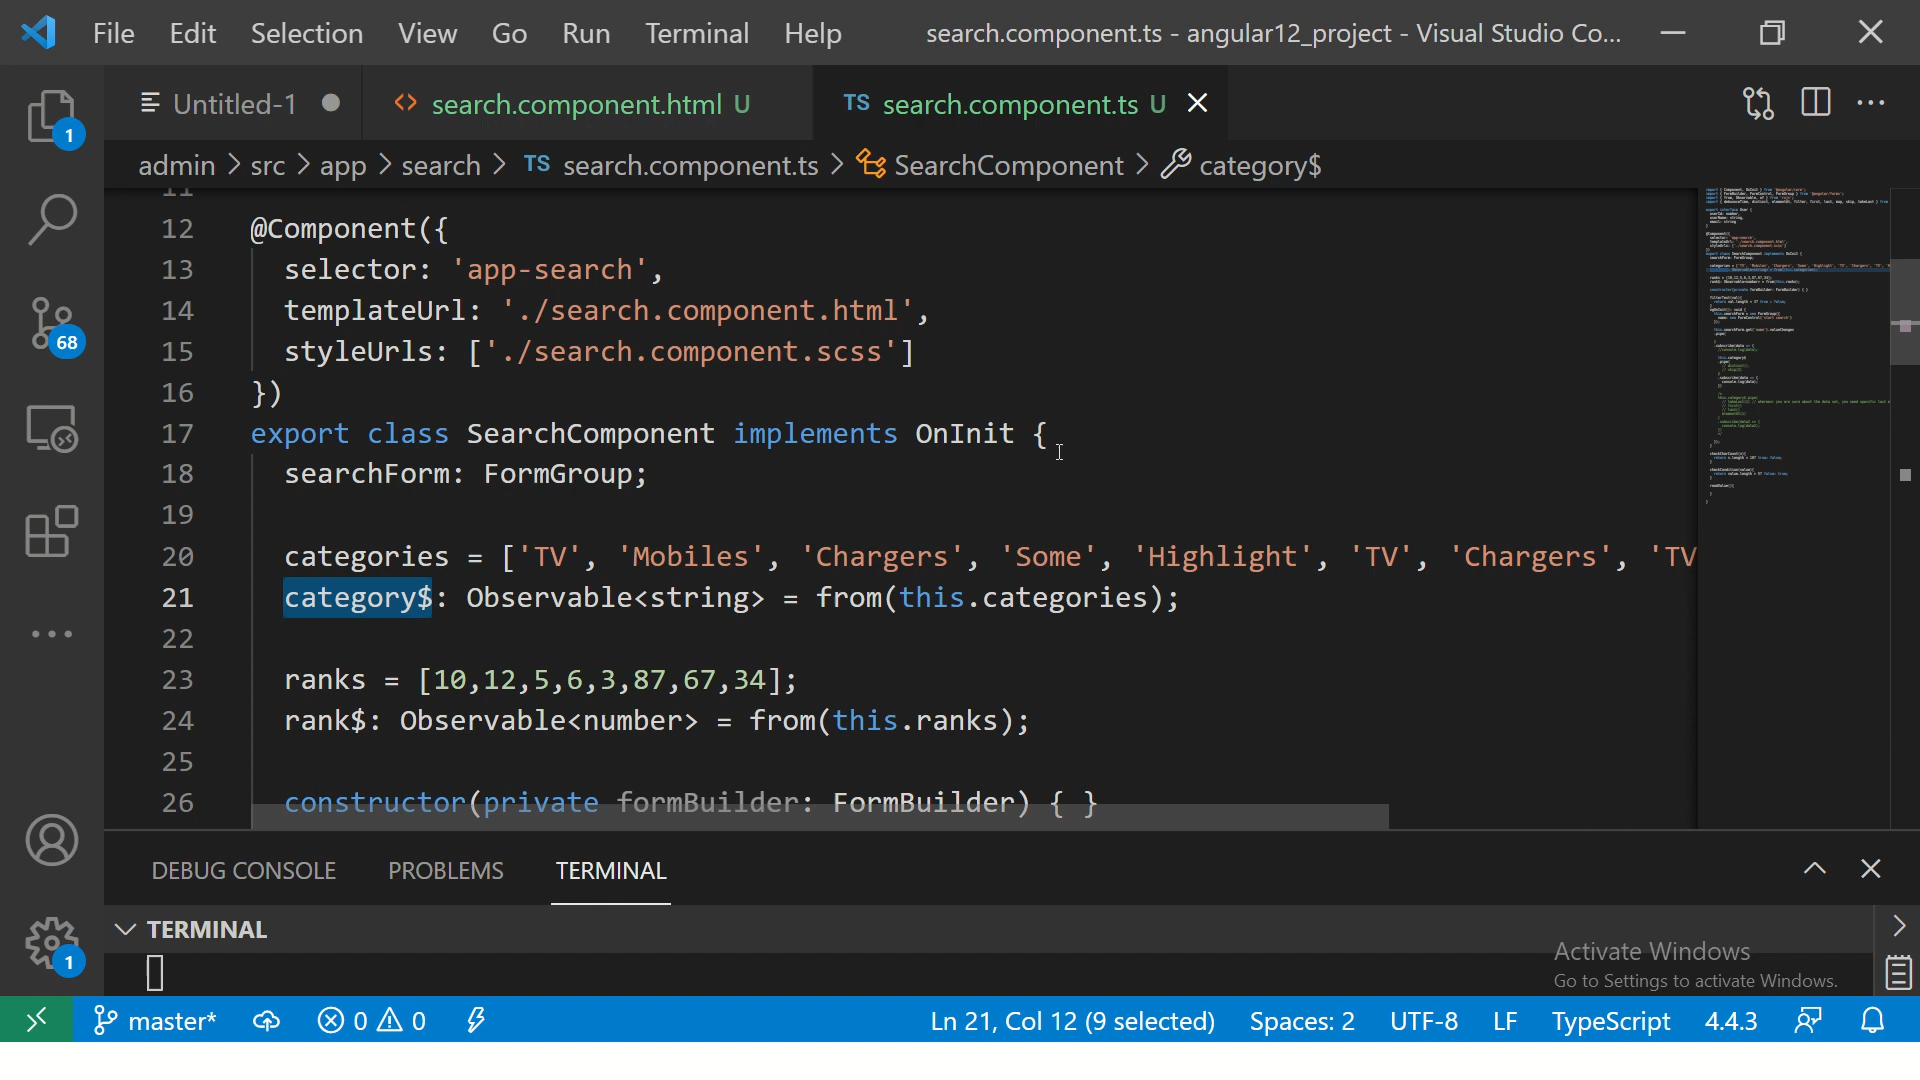 File Edit Selection View Go Run Terminal Help search.component.ts - angular12_project - Visual Studio Co...
Untitled-1 search.component.html U TS search.component.ts U
admin > src > app > search > TS search.component.ts > SearchComponent > category$
11
12 @Component({
13 selector: 'app-search',
14 templateUrl: './search.component.html',
15 styleUrls: ['./search.component.scss']
16 })
17 export class SearchComponent implements OnInit {
18 searchForm: FormGroup;
19
20 categories = ['TV', 'Mobiles', 'Chargers', 'Some', 'Highlight', 'TV', 'Chargers', 'TV
21 category$: Observable<string> = from(this.categories);
22
23 ranks = [10,12,5,6,3,87,67,34];
24 rank$: Observable<number> = from(this.ranks);
25
26 constructor(private formBuilder: FormBuilder) { }
1
68
1
DEBUG CONSOLE PROBLEMS TERMINAL
TERMINAL
Activate Windows
Go to Settings to activate Windows.
master* 0 0 Ln 21, Col 12 (9 selected) Spaces: 2 UTF-8 LF TypeScript 4.4.3